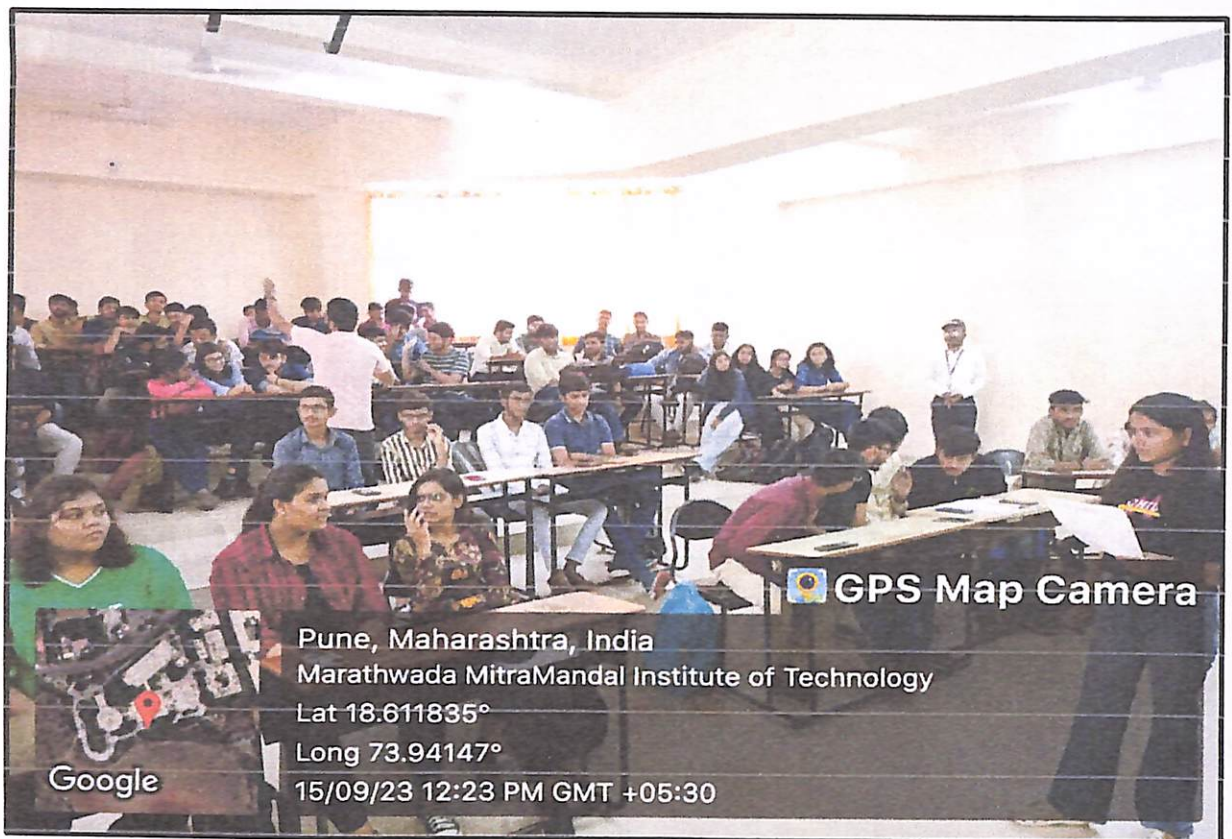 GPS Map Camera
Pune, Maharashtra, India
Marathwada MitraMandal Institute of Technology
Lat 18.611835°
Long 73.94147°
15/09/23 12:23 PM GMT +05:30
Google